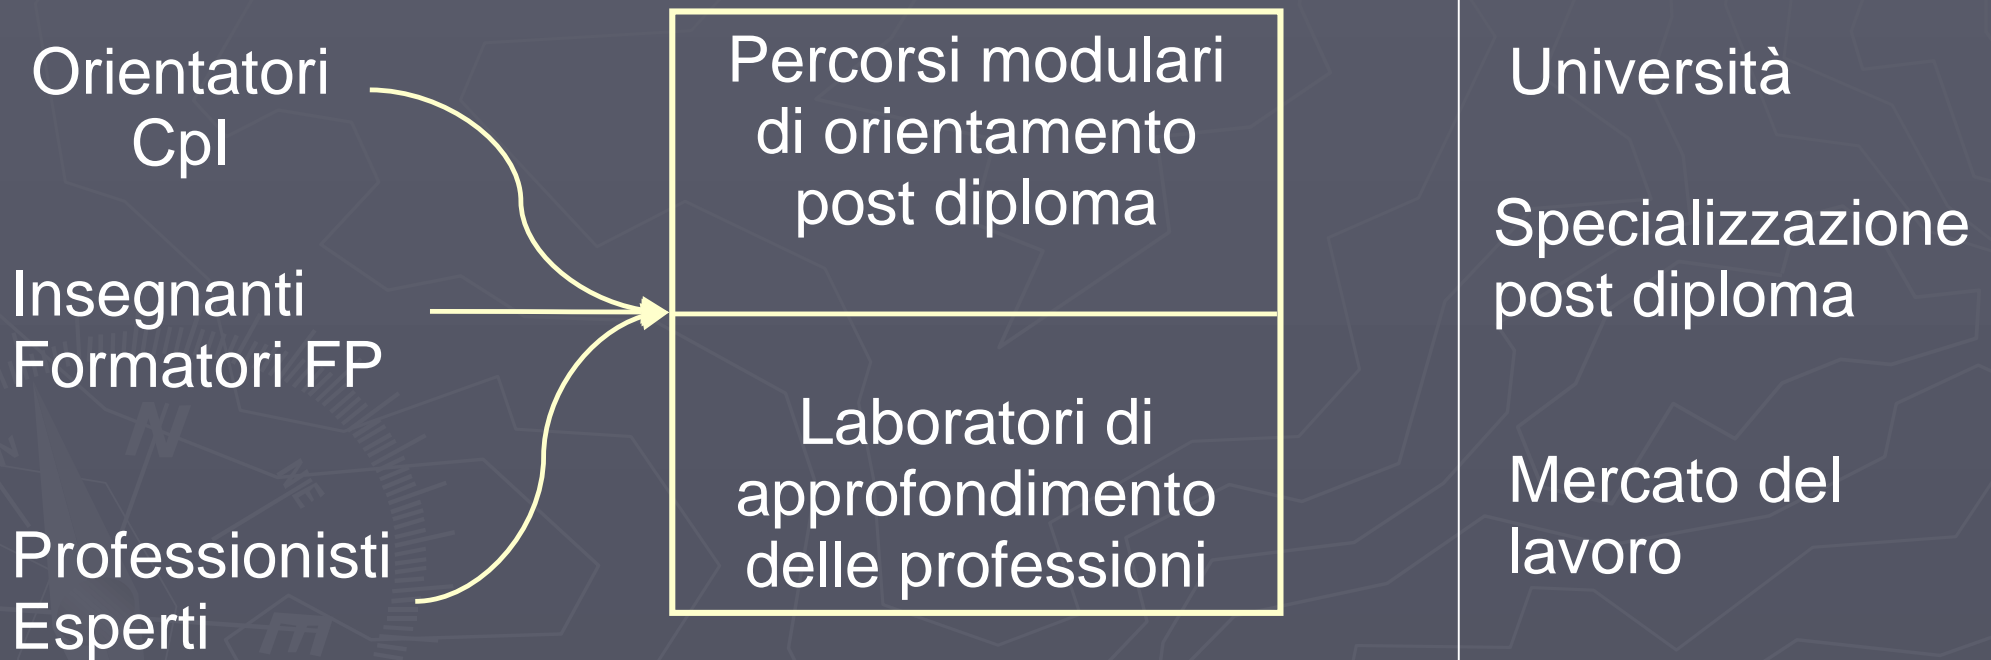 Orientatori
CpI
Insegnanti
Formatori FP
Professionisti
Esperti
Percorsi modulari
di orientamento
post diploma
Laboratori di
approfondimento
delle professioni
Università
Specializzazione
post diploma
Mercato del
lavoro
N
NE
E